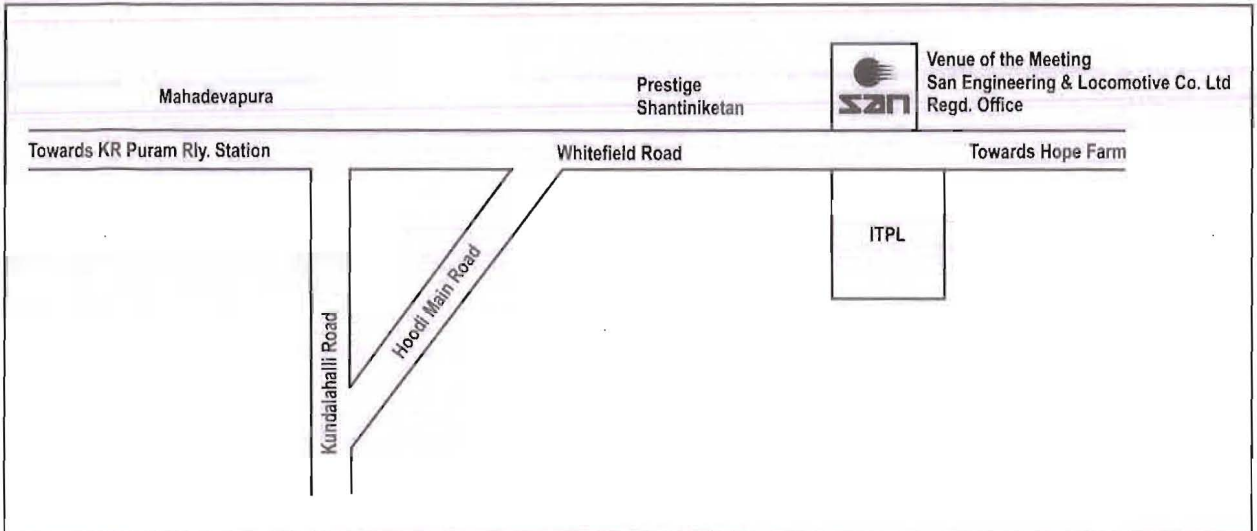 Mahadevapura
Prestige
Shantiniketan
san
Venue of the Meeting
San Engineering & Locomotive Co. Ltd
Regd. Office
Towards KR Puram Rly. Station
Whitefield Road
Towards Hope Farm
ITPL
Hoodi Main Road
Kundalahalli Road